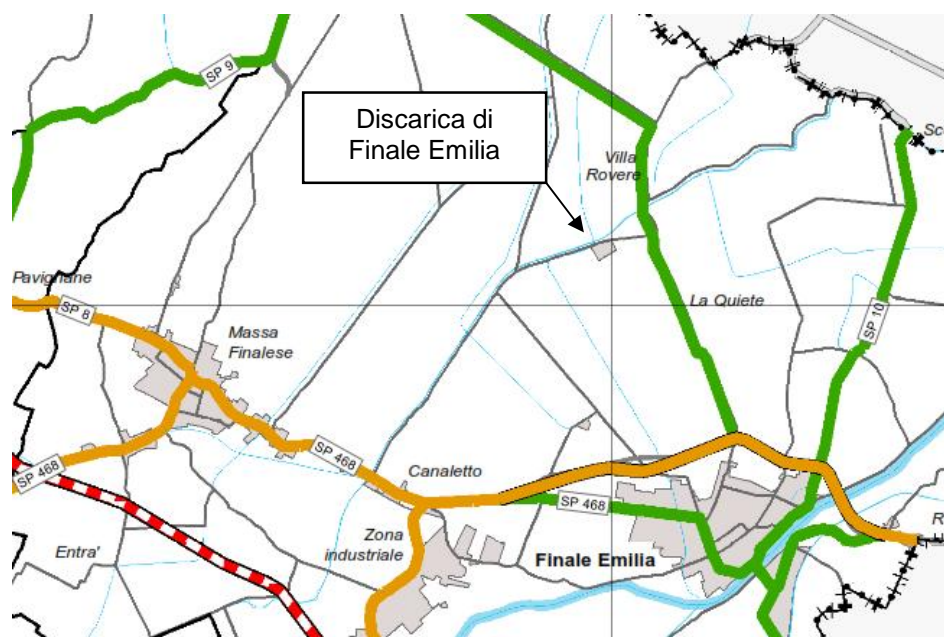 SP 9
Discarica di
Finale Emilia
Villa
Rovere
Pavignane
SP 8
La Quiete
SP 10
Massa
Finalese
SP 468
SP 468
Canaletto
SP 468
Entra'
Zona
industriale
Finale Emilia